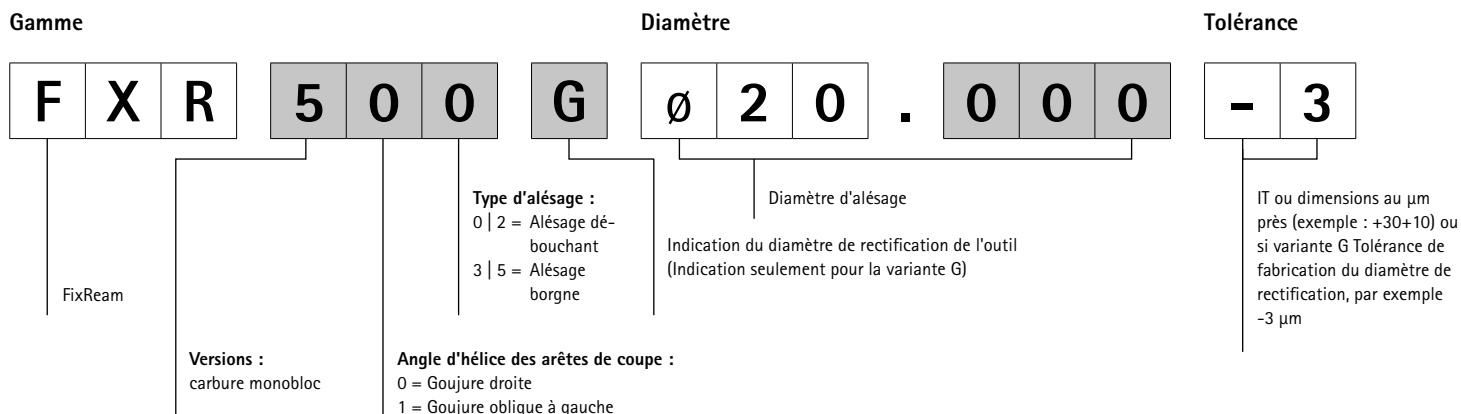 Gamme
Diamètre
Tolérance
F X R 5 0 0 G ø 2 0 . 0 0 0 - 3
Type d'alésage :
0 | 2 = Alésage dé-
bouchant
3 | 5 = Alésage
borgne
Diamètre d'alésage
Indication du diamètre de rectification de l'outil
(Indication seulement pour la variante G)
IT ou dimensions au µm
près (exemple : +30+10) ou
si variante G Tolérance de
fabrication du diamètre de
rectification, par exemple
-3 µm
FixReam
Versions :
carbure monobloc
Angle d'hélice des arêtes de coupe :
0 = Goujure droite
1 = Goujure oblique à gauche